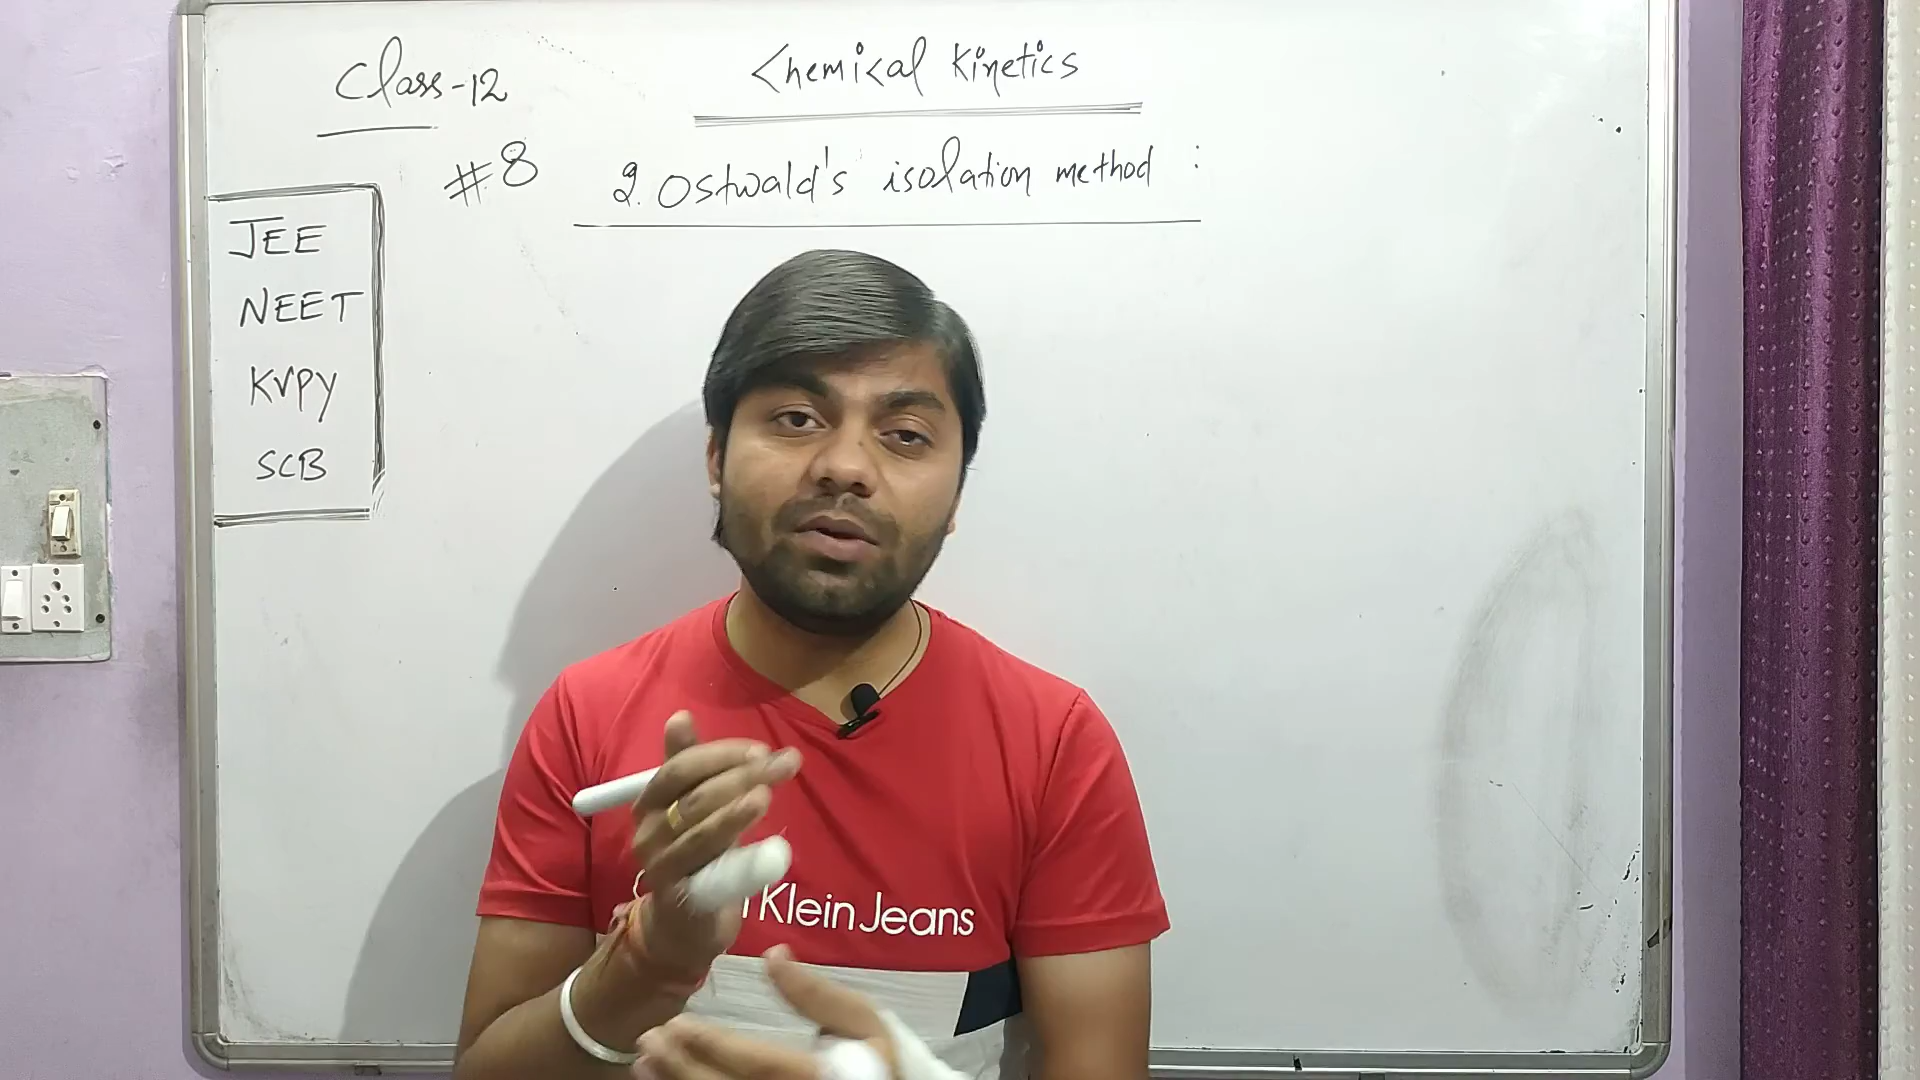 Class-12
Chemical Kinetics
#8
2. Ostwald's isolation method :
JEE
NEET
KVPY
SCB
Klein Jeans